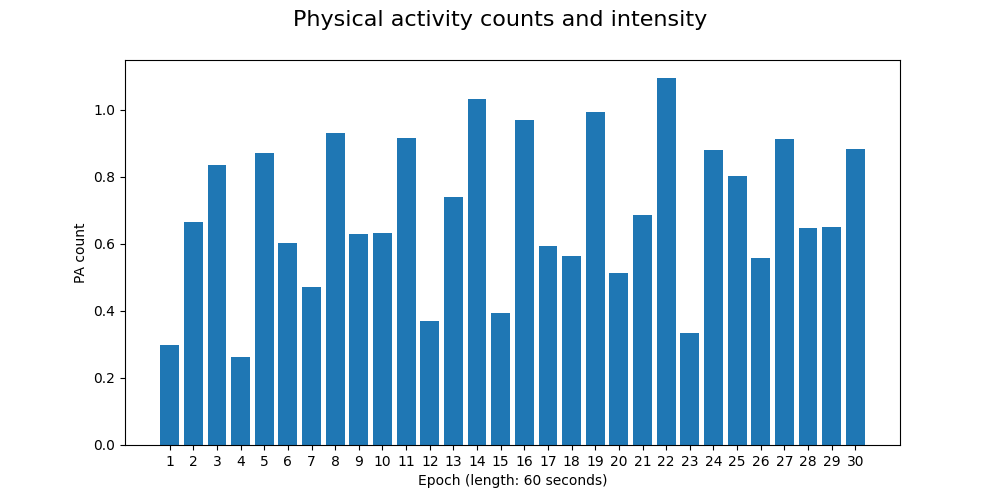 Physical activity counts and intensity
1.0
0.8
0.6
0.4
0.2
0.0
PA count
1 2 3 4 5 6 7 8 9 10 11 12 13 14 15 16 17 18 19 20 21 22 23 24 25 26 27 28 29 30
Epoch (length: 60 seconds)